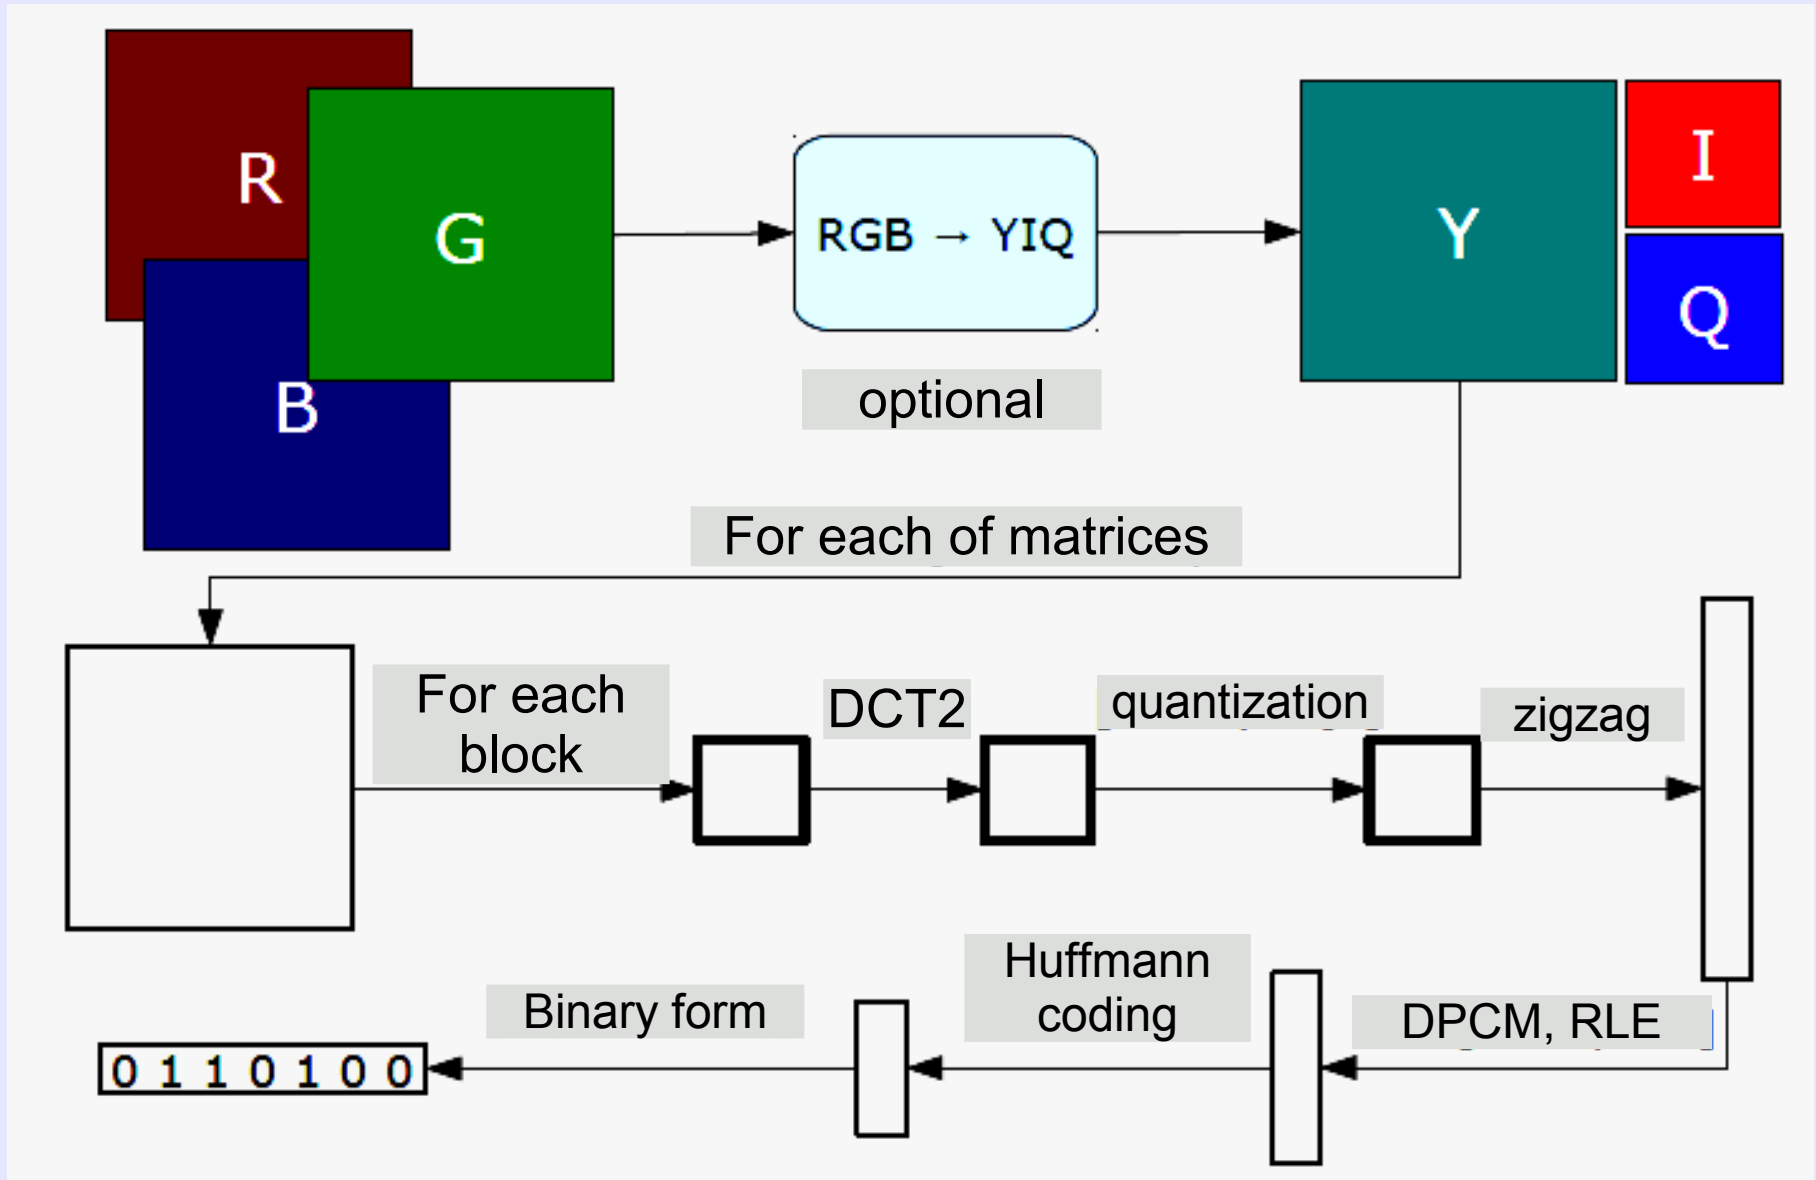 R
G
B
RGB → YIQ
optional
Y
I
Q
For each of matrices
For each
block
DCT2
quantization
zigzag
DPCM, RLE
Huffmann
coding
Binary form
0 1 1 0 1 0 0